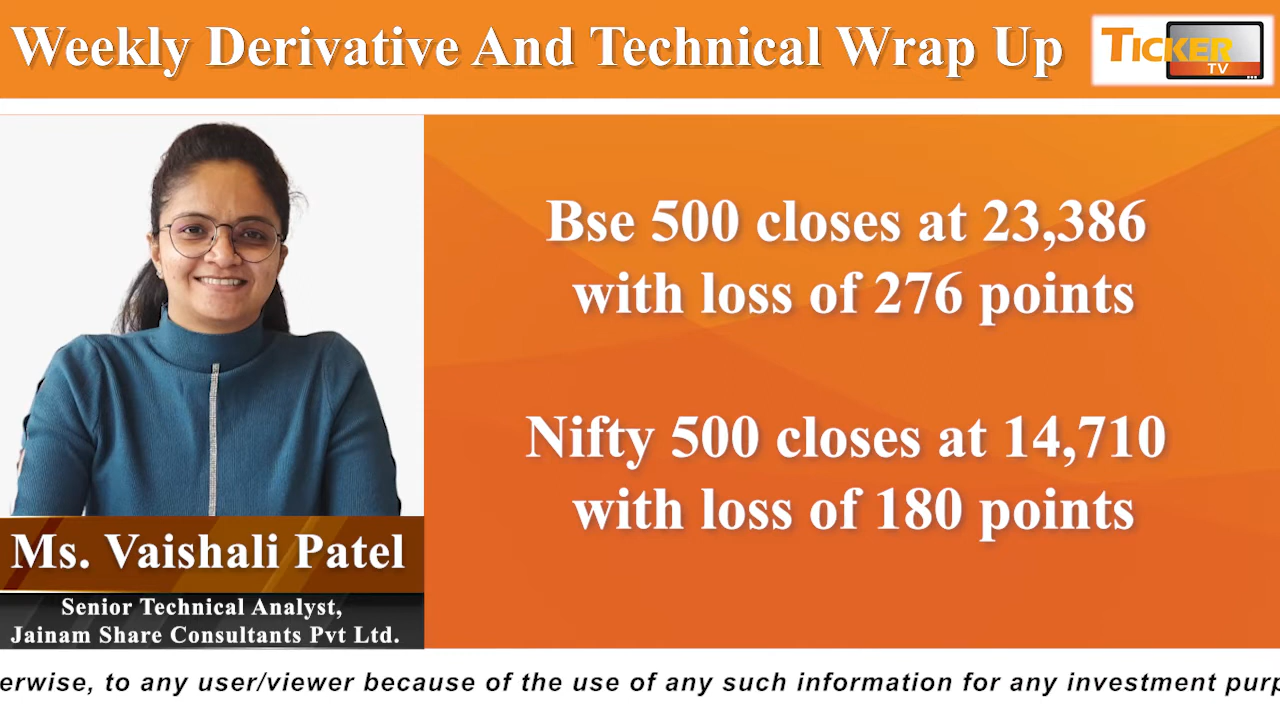 Weekly Derivative And Technical Wrap Up
TICKER
TV
Bse 500 closes at 23,386
with loss of 276 points
Nifty 500 closes at 14,710
with loss of 180 points
Ms. Vaishali Patel
Senior Technical Analyst,
Jainam Share Consultants Pvt Ltd.
erwise, to any user/viewer because of the use of any such information for any investment purp